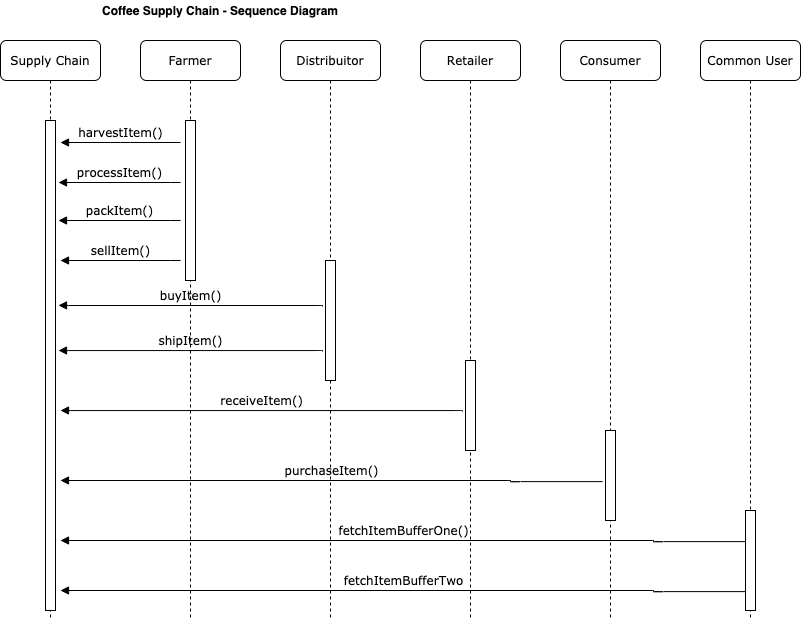 Coffee Supply Chain - Sequence Diagram
Supply Chain
Farmer
Distribuitor
Retailer
Consumer
Common User
harvestItem()
processItem()
packItem()
sellItem()
buyItem()
shipItem()
receiveItem()
purchaseItem()
fetchItemBufferOne()
fetchItemBufferTwo